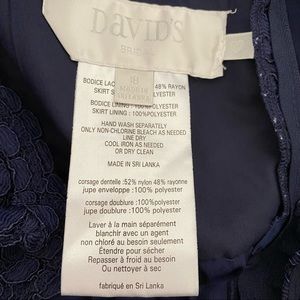 DAVID'S
BRIDAL
18
BODICE LAC 48% RAYON
SKIRT S POLYESTER
BODICE LINING : 100%POLYESTER
SKIRT LINING : 100%POLYESTER
HAND WASH SEPARATELY
ONLY NON-CHLORINE BLEACH AS NEEDED
LINE DRY
COOL IRON AS NEEDED
OR DRY CLEAN
MADE IN SRI LANKA
corsage dentelle :52% nylon 48% rayonne
jupe enveloppe :100% polyester
corsage doublure :100%polyester
jupe doublure :100% polyester
Laver à la main séparément
blanchir avec un agent
non chloré au besoin seulement
Étendre pour sécher
Repasser à froid au besoin
Ou nettoyer à sec
fabriqué en Sri Lanka